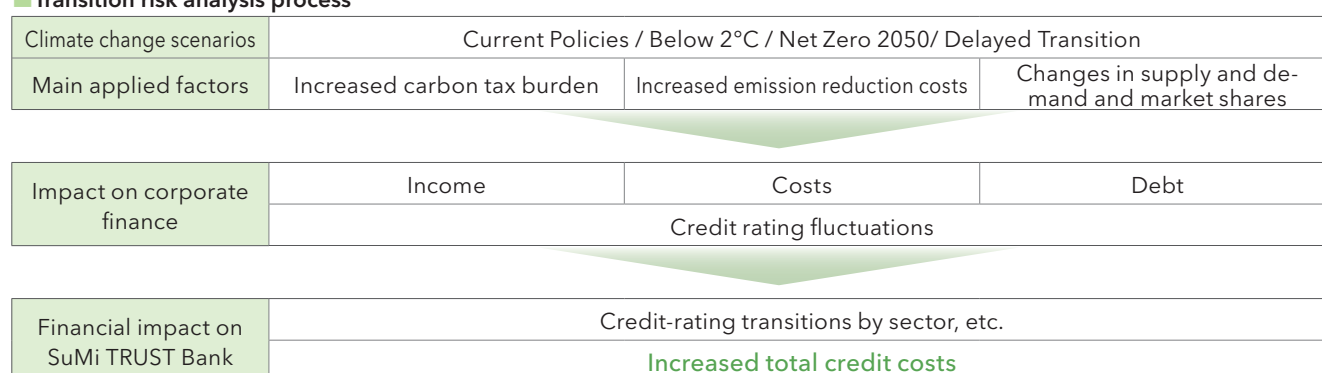 Transition risk analysis process
Climate change scenarios
Current Policies / Below 2°C / Net Zero 2050/ Delayed Transition
Main applied factors
Increased carbon tax burden
Increased emission reduction costs
Changes in supply and de-
mand and market shares
Impact on corporate
finance
Income
Costs
Debt
Credit rating fluctuations
Financial impact on
SuMi TRUST Bank
Credit-rating transitions by sector, etc.
Increased total credit costs